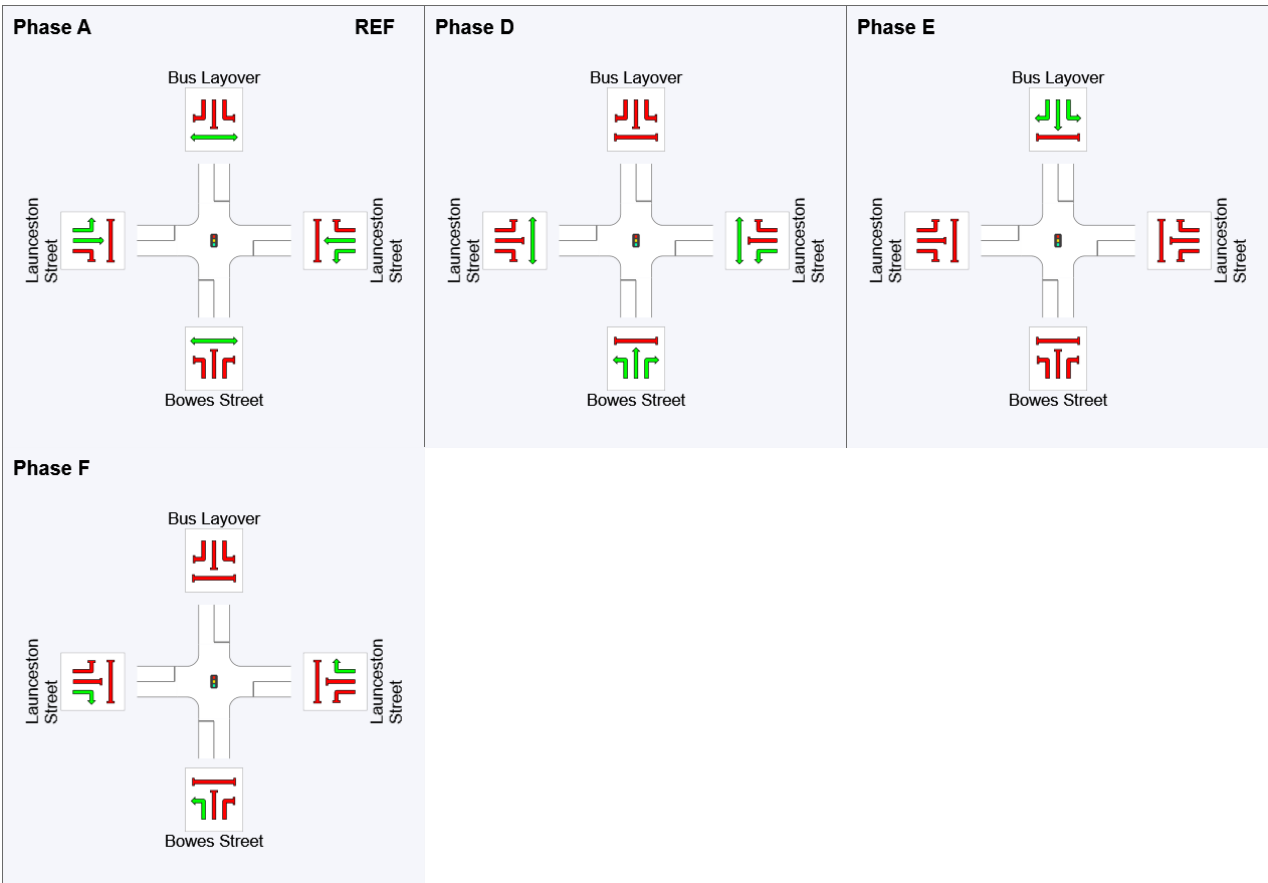 Phase A
REF
Bus Layover
Launceston
Street
Launceston
Street
Bowes Street
Phase D
Bus Layover
Launceston
Street
Launceston
Street
Bowes Street
Phase E
Bus Layover
Launceston
Street
Launceston
Street
Bowes Street
Phase F
Bus Layover
Launceston
Street
Launceston
Street
Bowes Street